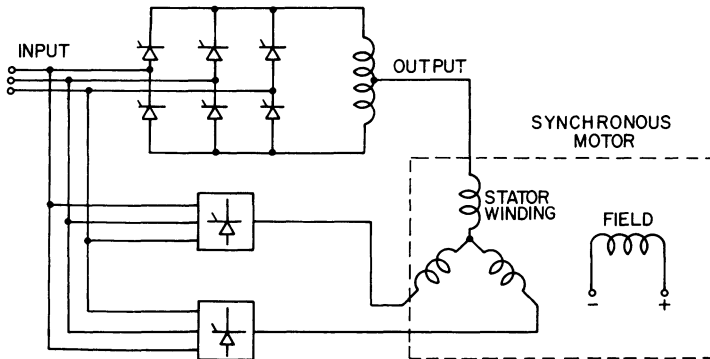 INPUT
OUTPUT
SYNCHRONOUS
MOTOR
STATOR
WINDING
FIELD
- +